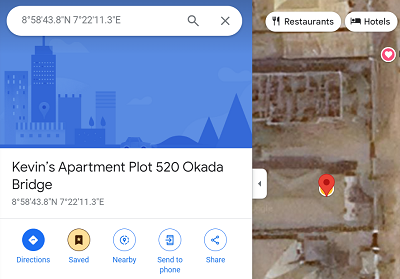 8°58'43.8"N 7°22'11.3"E
Restaurants
Hotels
Kevin's Apartment Plot 520 Okada
Bridge
8°58'43.8"N 7°22'11.3"E
Directions
Saved
Nearby
Send to
phone
Share